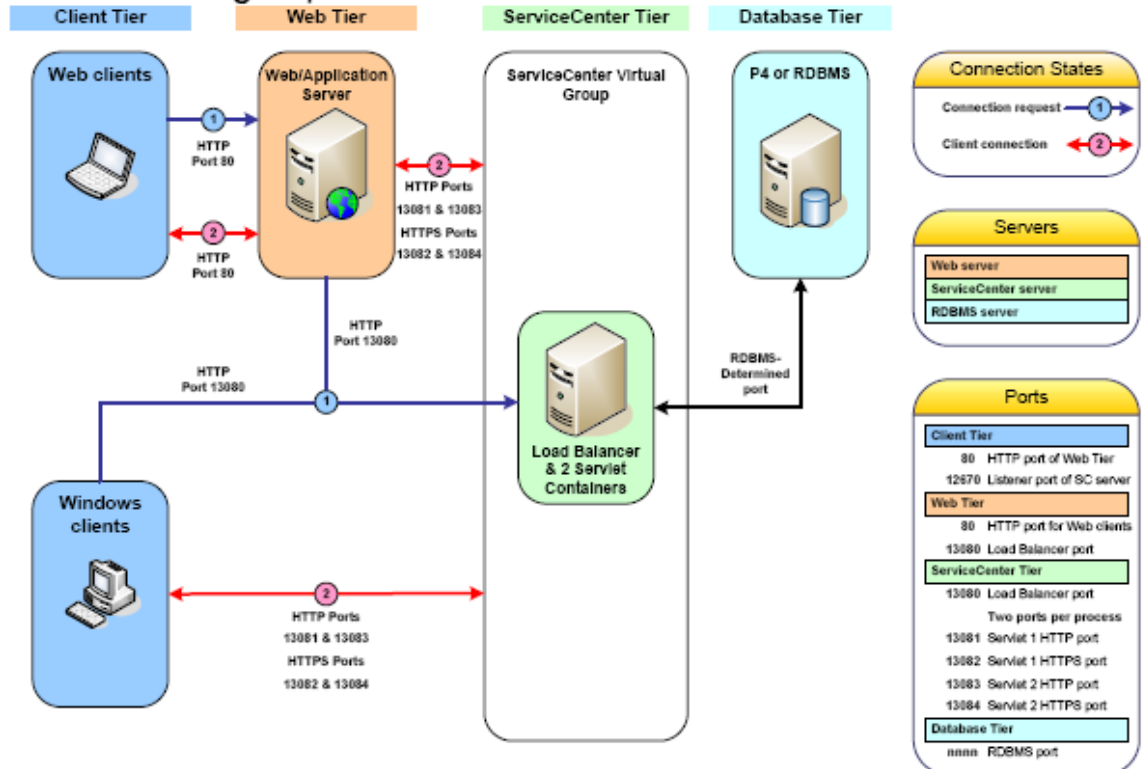 Client Tier
Web Tier
ServiceCenter Tier
Database Tier
Web clients
1
HTTP
Port 80
2
HTTP
Port 80
Web/Application
Server
2
HTTP Ports
13081 & 13083
HTTPS Ports
13082 & 13084
HTTP
Port 13080
HTTP
Port 13080
1
Windows
clients
2
HTTP Ports
13081 & 13083
HTTPS Ports
13082 & 13084
ServiceCenter Virtual
Group
Load Balancer
& 2 Servlet
Containers
P4 or RDBMS
RDBMS-
Determined
port
Connection States
Connection request 1
Client connection 2
Servers
Web server
ServiceCenter server
RDBMS server
Ports
Client Tier
80 HTTP port of Web Tier
12670 Listener port of SC server
Web Tier
80 HTTP port for Web clients
13080 Load Balancer port
ServiceCenter Tier
13080 Load Balancer port
Two ports per process
13081 Servlet 1 HTTP port
13082 Servlet 1 HTTPS port
13083 Servlet 2 HTTP port
13084 Servlet 2 HTTPS port
Database Tier
nnnn RDBMS port